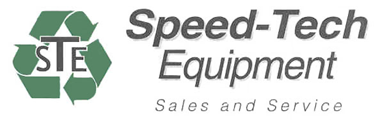 STE
Speed-Tech
Equipment
Sales and Service